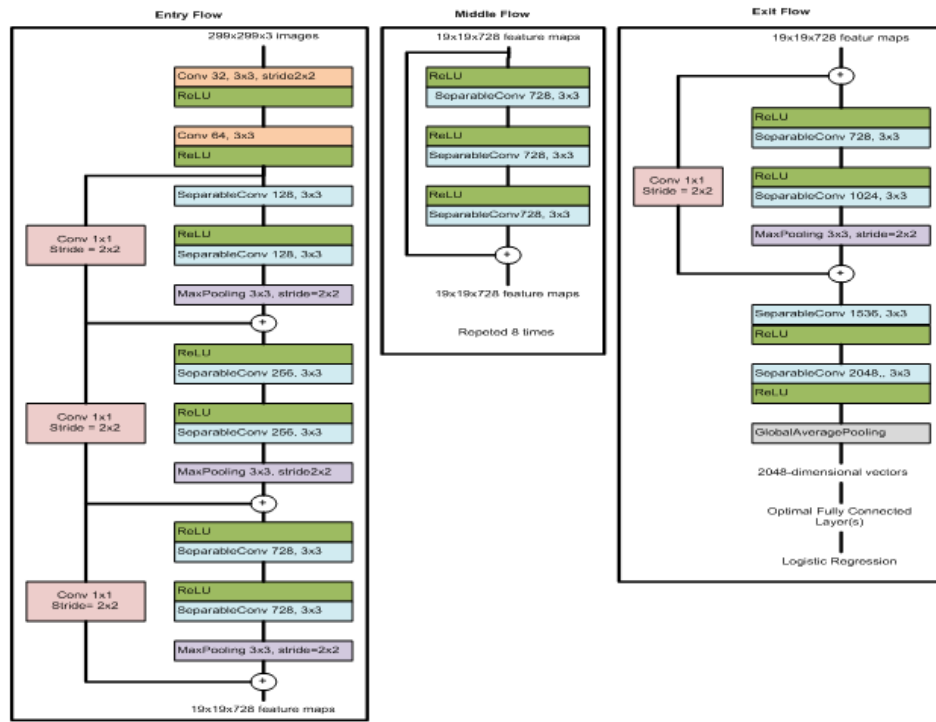 Entry Flow
299x299x3 images
Conv 32, 3x3, stride2x2
ReLU
Conv 64, 3x3
ReLU
SeparableConv 128, 3x3
Conv 1x1
Stride = 2x2
ReLU
SeparableConv 128, 3x3
MaxPooling 3x3, stride=2x2
+
ReLU
SeparableConv 256, 3x3
Conv 1x1
Stride = 2x2
ReLU
SeparableConv 256, 3x3
MaxPooling 3x3, stride2x2
+
ReLU
SeparableConv 728, 3x3
Conv 1x1
Stride= 2x2
ReLU
SeparableConv 728, 3x3
MaxPooling 3x3, stride=2x2
+
19x19x728 feature maps
Middle Flow
19x19x728 feature maps
ReLU
SeparableConv 728, 3x3
ReLU
SeparableConv 728, 3x3
ReLU
SeparableConv728, 3x3
+
19x19x728 feature maps
Repeted 8 times
Exit Flow
19x19x728 featur maps
+
ReLU
SeparableConv 728, 3x3
Conv 1x1
Stride = 2x2
ReLU
SeparableConv 1024, 3x3
MaxPooling 3x3, stride=2x2
+
SeparableConv 1536, 3x3
ReLU
SeparableConv 2048,, 3x3
ReLU
GlobalAveragePooling
2048-dimensional vectors
Optimal Fully Connected
Layer(s)
Logistic Regression